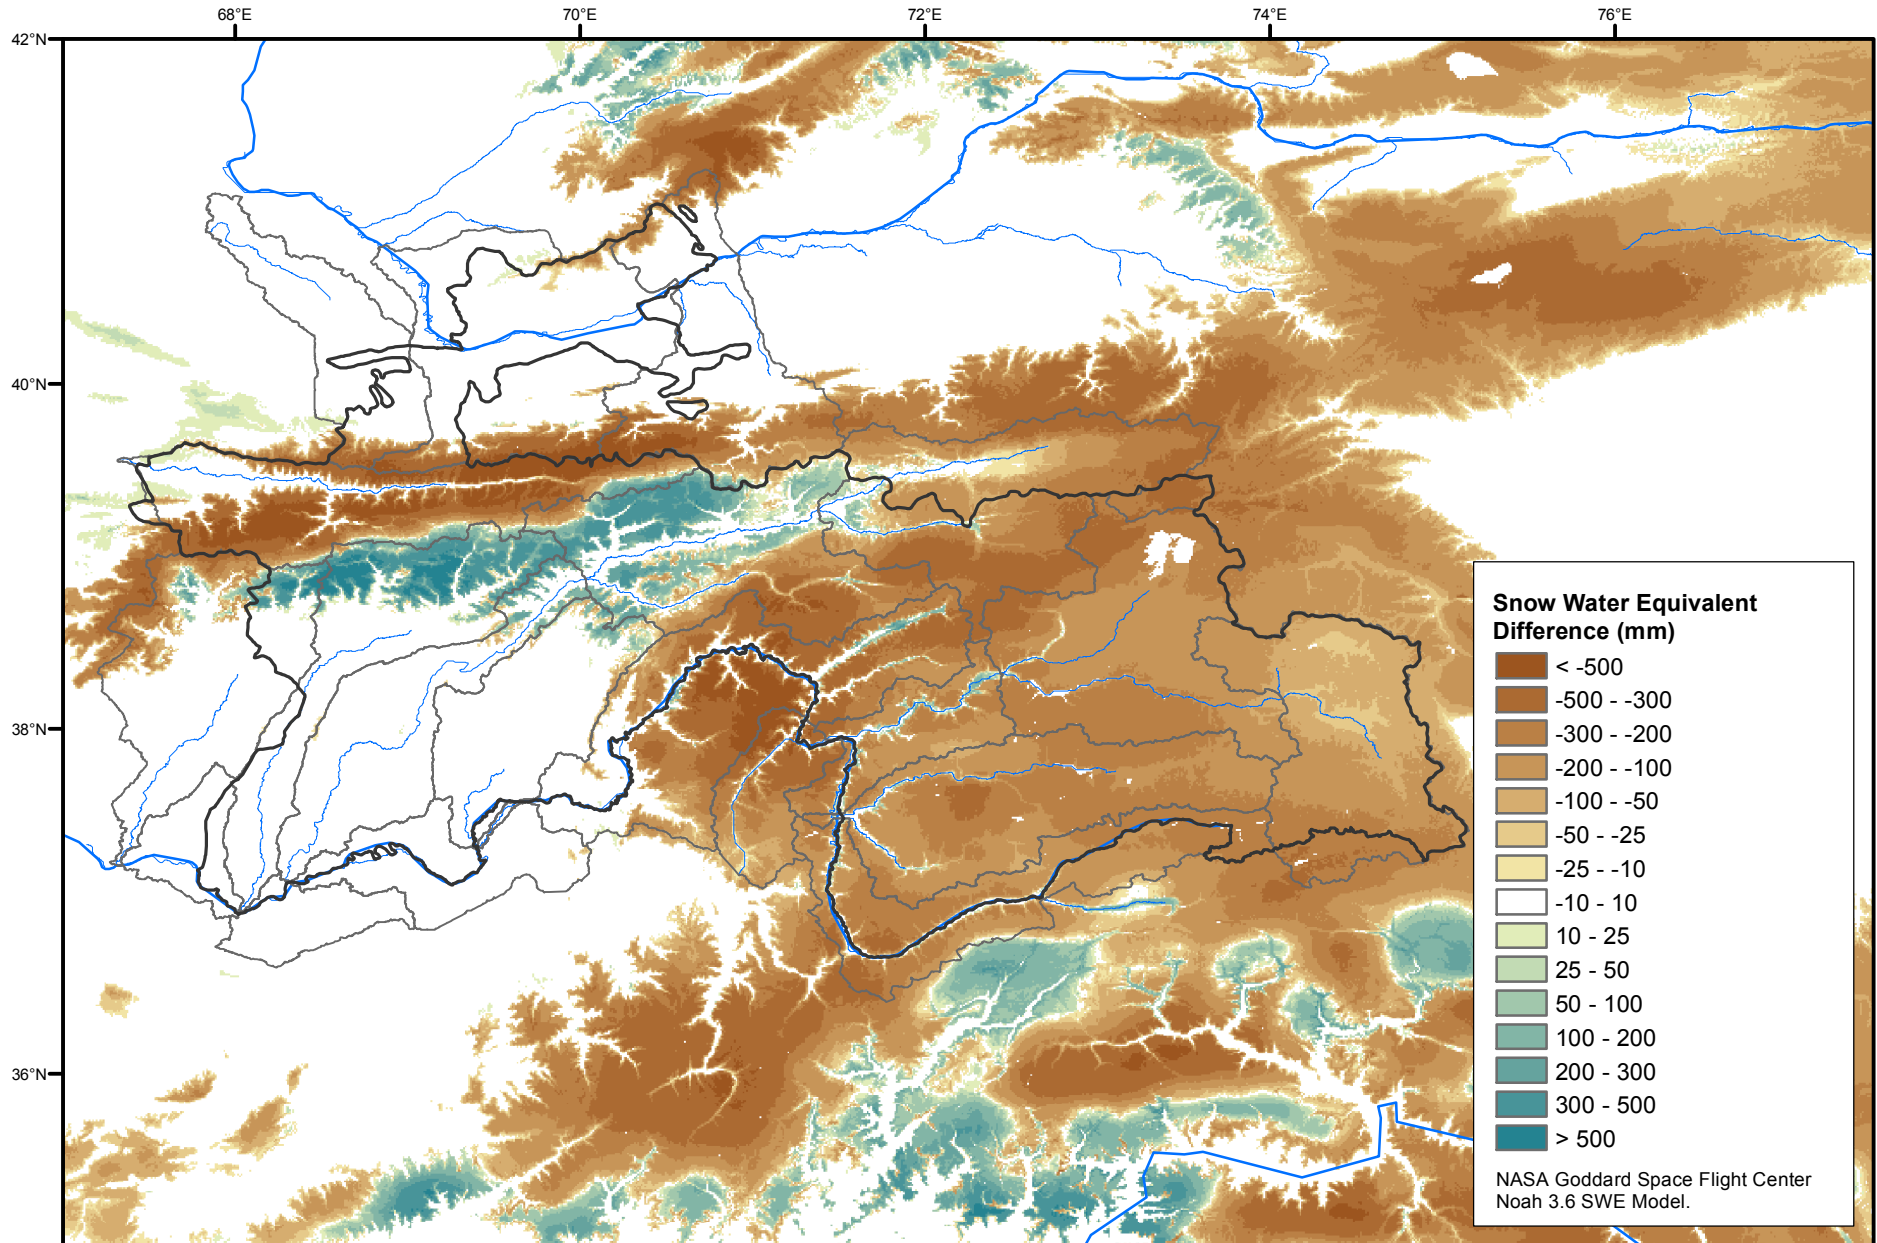 68°E
70°E
72°E
74°E
76°E
42°N
40°N
38°N
36°N
Snow Water Equivalent
Difference (mm)
< -500
-500 - -300
-300 - -200
-200 - -100
-100 - -50
-50 - -25
-25 - -10
-10 - 10
10 - 25
25 - 50
50 - 100
100 - 200
200 - 300
300 - 500
> 500
NASA Goddard Space Flight Center
Noah 3.6 SWE Model.